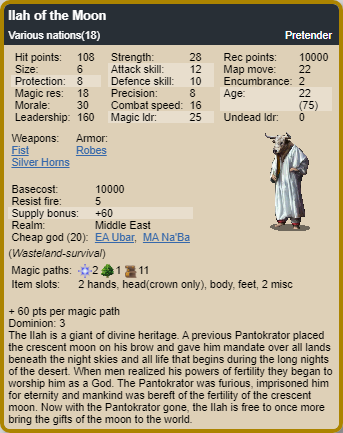 Ilah of the Moon
Various nations(18) Pretender
Hit points: 108 Strength: 28 Rec points: 10000
Size: 6 Attack skill: 12 Map move: 22
Protection: 8 Defence skill: 10 Encumbrance: 2
Magic res: 18 Precision: 8 Age: 22
Morale: 30 Combat speed: 16 (75)
Leadership: 160 Magic ldr: 25 Undead ldr: 0
Weapons: Armor:
Fist Robes
Silver Horns
Basecost: 10000
Resist fire: 5
Supply bonus: +60
Realm: Middle East
Cheap god (20): EA Ubar, MA Na'Ba
(Wasteland-survival)
Magic paths: 2 1 11
Item slots: 2 hands, head(crown only), body, feet, 2 misc
+ 60 pts per magic path
Dominion: 3
The Ilah is a giant of divine heritage. A previous Pantokrator placed
the crescent moon on his brow and gave him mandate over all lands
beneath the night skies and all life that begins during the long nights
of the desert. When men realized his powers of fertility they began to
worship him as a God. The Pantokrator was furious, imprisoned him
for eternity and mankind was bereft of the fertility of the crescent
moon. Now with the Pantokrator gone, the Ilah is free to once more
bring the gifts of the moon to the world.